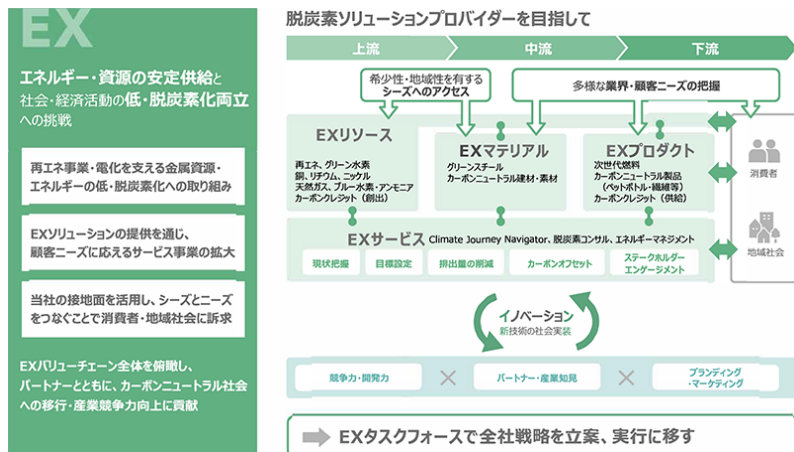 EX
エネルギー・資源の安定供給と
社会・経済活動の低・脱炭素化両立
への挑戦
再エネ事業・電化を支える金属資源・
エネルギーの低・脱炭素化への取り組み
EXソリューションの提供を通じ、
顧客ニーズに応えるサービス事業の拡大
当社の接地面を活用し、シーズとニーズ
をつなぐことで消費者・地域社会に訴求
EXバリューチェーン全体を俯瞰し、
パートナーとともに、カーボンニュートラル社会
への移行・産業競争力向上に貢献
脱炭素ソリューションプロバイダーを目指して
上流
中流
下流
希少性・地域性を有する
シーズへのアクセス
多様な業界・顧客ニーズの把握
EXリソース
再エネ、グリーン水素
銅、リチウム、ニッケル
天然ガス、ブルー水素・アンモニア
カーボンクレジット（創出）
EXマテリアル
グリーンスチール
カーボンニュートラル建材・素材
EXプロダクト
次世代燃料
カーボンニュートラル製品
（ペットボトル・繊維等）
カーボンクレジット（供給）
消費者
地域社会
EXサービス Climate Journey Navigator、脱炭素コンサル、エネルギーマネジメント
現状把握
目標設定
排出量の削減
カーボンオフセット
ステークホルダー
エンゲージメント
イノベーション
新技術の社会実装
競争力・開発力
×
パートナー・産業知見
×
ブランディング
・マーケティング
EXタスクフォースで全社戦略を立案、実行に移す